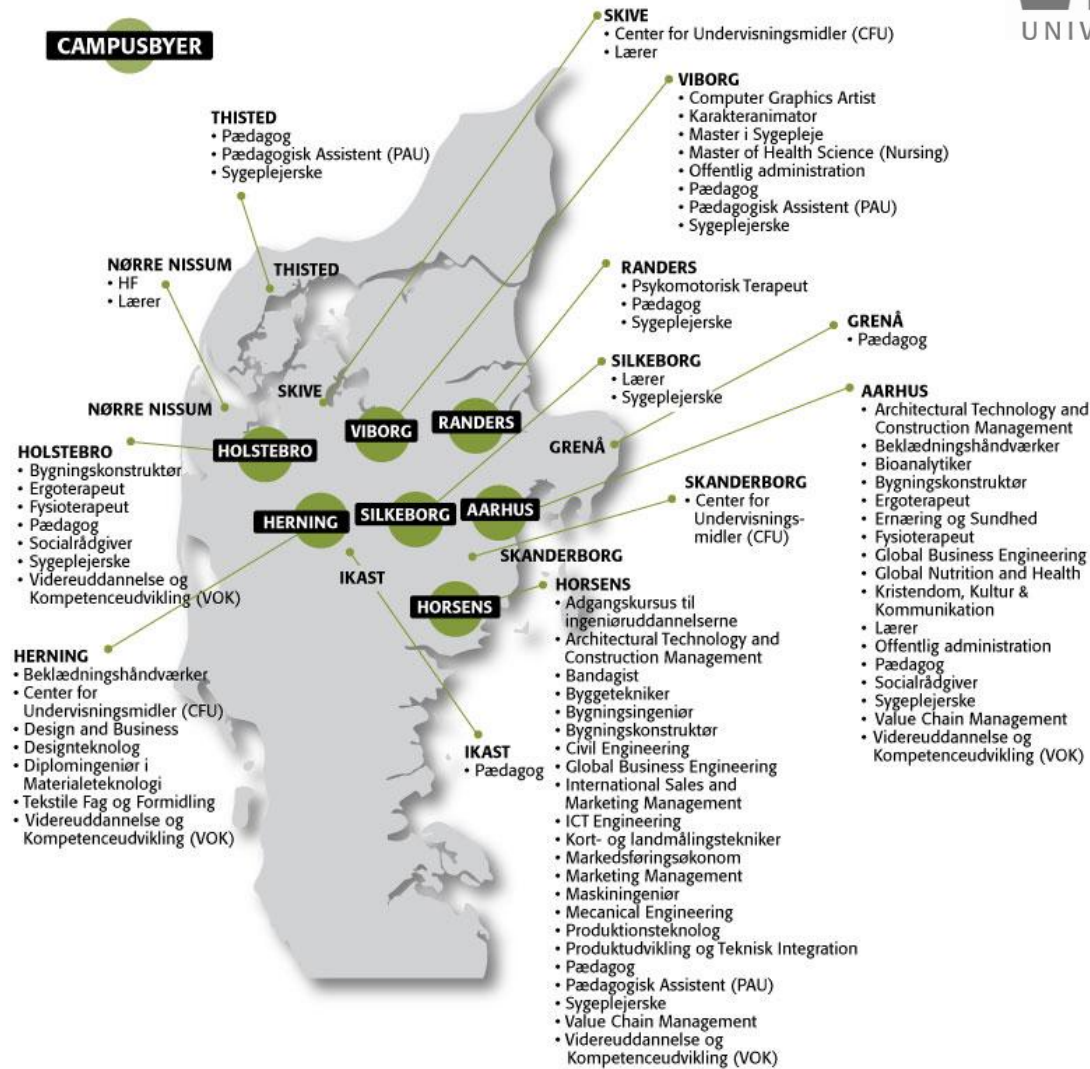 UNIV
CAMPUSBYER
SKIVE
• Center for Undervisningsmidler (CFU)
• Lærer
VIBORG
• Computer Graphics Artist
• Karakteranimator
• Master i Sygepleje
• Master of Health Science (Nursing)
• Offentlig administration
• Pædagog
• Pædagogisk Assistent (PAU)
• Sygeplejerske
THISTED
• Pædagog
• Pædagogisk Assistent (PAU)
• Sygeplejerske
NØRRE NISSUM
• HF
• Lærer
RANDERS
• Psykomotorisk Terapeut
• Pædagog
• Sygeplejerske
GRENÅ
• Pædagog
SILKEBORG
• Lærer
• Sygeplejerske
AARHUS
• Architectural Technology and
Construction Management
• Beklædningshåndværker
• Bioanalytiker
• Bygningskonstruktør
• Ergoterapeut
• Ernæring og Sundhed
• Fysioterapeut
• Global Business Engineering
• Global Nutrition and Health
• Kristendom, Kultur &
Kommunikation
• Lærer
• Offentlig administration
• Pædagog
• Socialrådgiver
• Sygeplejerske
• Value Chain Management
• Videreuddannelse og
Kompetenceudvikling (VOK)
THISTED
SKIVE
NØRRE NISSUM
HOLSTEBRO
VIBORG
RANDERS
GRENÅ
HERNING
SILKEBORG
AARHUS
SKANDERBORG
IKAST
HORSENS
HOLSTEBRO
• Bygningskonstruktør
• Ergoterapeut
• Fysioterapeut
• Pædagog
• Socialrådgiver
• Sygeplejerske
• Videreuddannelse og
Kompetenceudvikling (VOK)
SKANDERBORG
• Center for
Undervisnings-
midler (CFU)
HERNING
• Beklædningshåndværker
• Center for
Undervisningsmidler (CFU)
• Design and Business
• Designteknolog
• Diplomingeniør i
Materialeteknologi
• Tekstile Fag og Formidling
• Videreuddannelse og
Kompetenceudvikling (VOK)
IKAST
• Pædagog
HORSENS
• Adgangskursus til
ingeniøruddannelserne
• Architectural Technology and
Construction Management
• Bandagist
• Byggetekniker
• Bygningsingeniør
• Bygningskonstruktør
• Civil Engineering
• Global Business Engineering
• International Sales and
Marketing Management
• ICT Engineering
• Kort- og landmålingstekniker
• Markedsføringsøkonom
• Marketing Management
• Maskiningeniør
• Mecanical Engineering
• Produktionsteknolog
• Produktudvikling og Teknisk Integration
• Pædagog
• Pædagogisk Assistent (PAU)
• Sygeplejerske
• Value Chain Management
• Videreuddannelse og
Kompetenceudvikling (VOK)